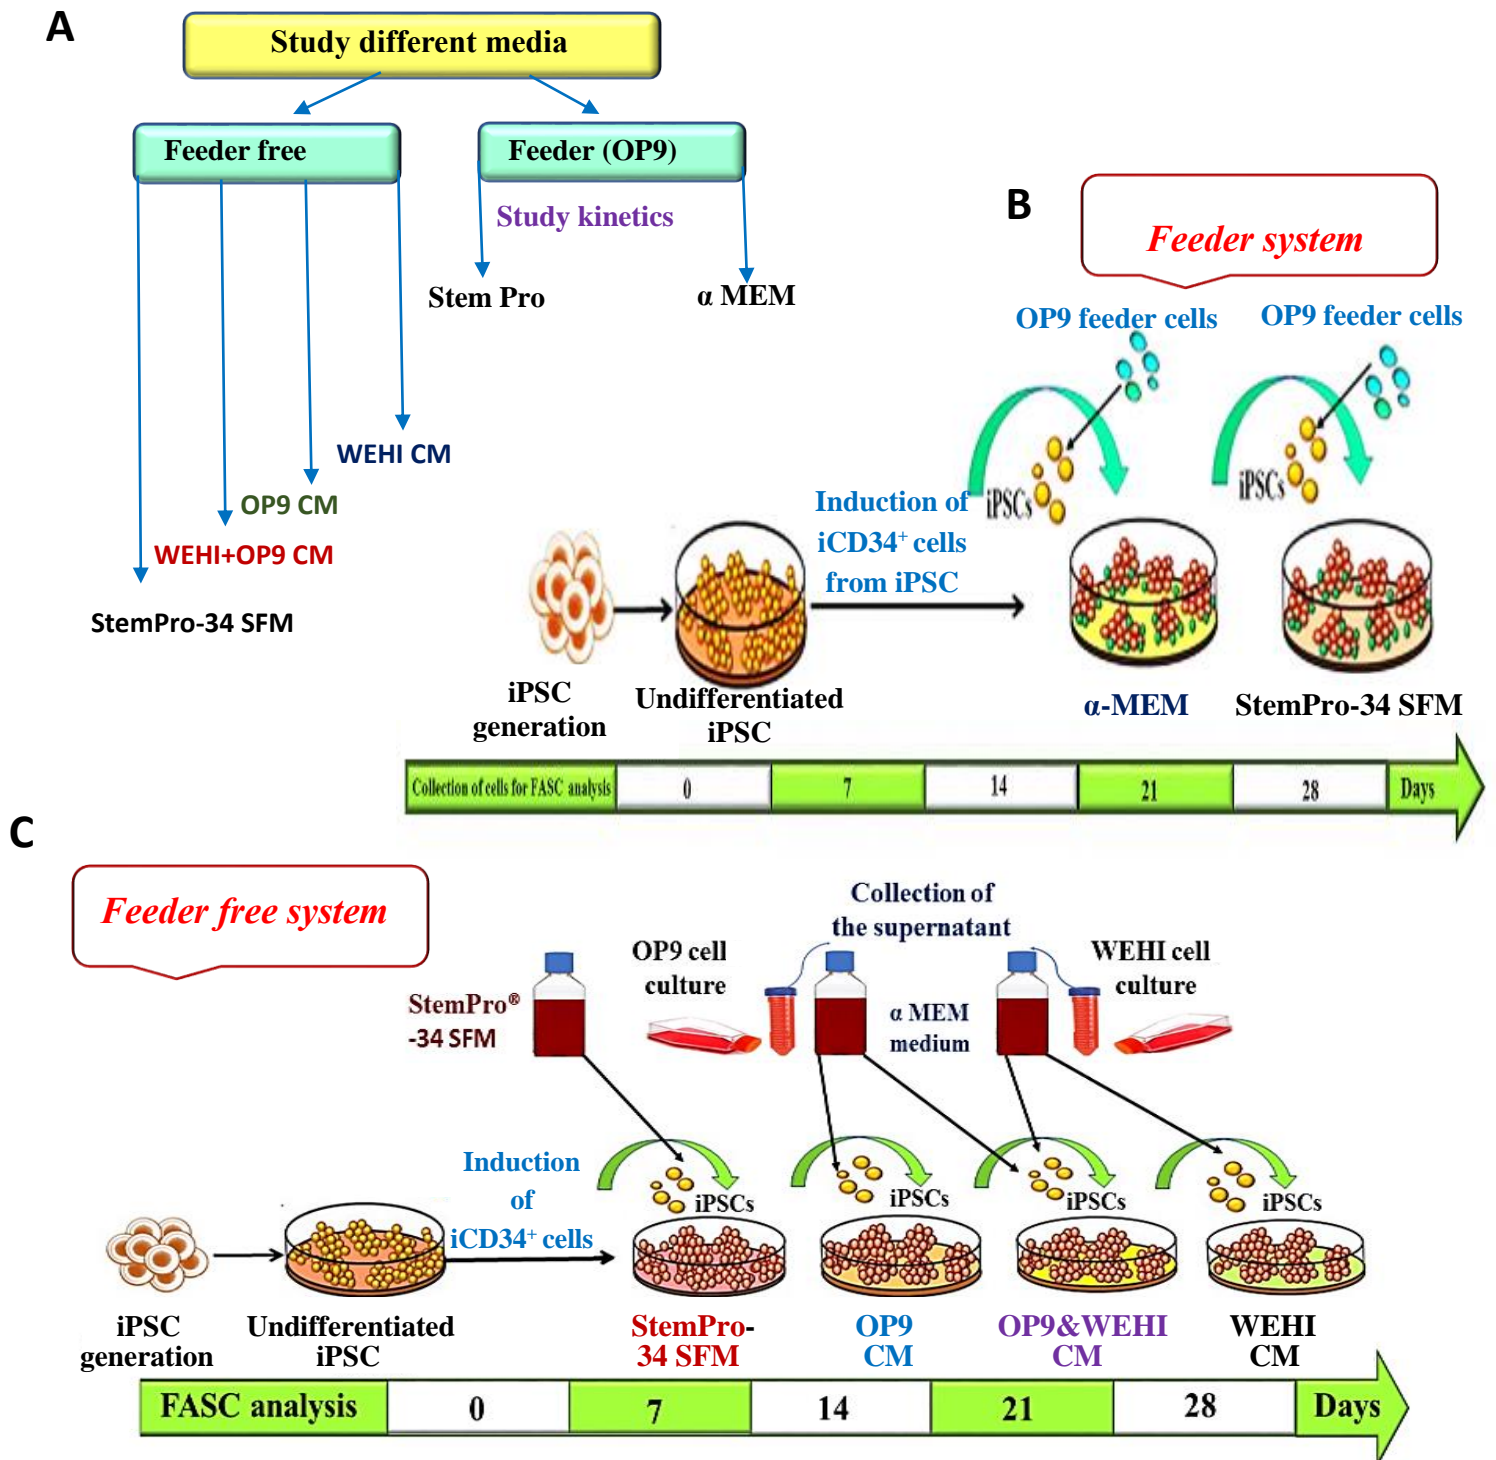 A
Study different media
Feeder free
Feeder (OP9)
Study kinetics
Stem Pro
α MEM
WEHI CM
OP9 CM
WEHI+OP9 CM
StemPro-34 SFM
B
Feeder system
OP9 feeder cells
OP9 feeder cells
iPSCs
iPSCs
Induction of
iCD34⁺ cells
from iPSC
iPSC
generation
Undifferentiated
iPSC
α-MEM
StemPro-34 SFM
Collection of cells for FASC analysis
0
7
14
21
28
Days
C
Feeder free system
StemPro®
-34 SFM
OP9 cell
culture
Collection of
the supernatant
α MEM
medium
WEHI cell
culture
Induction
of
iCD34⁺ cells
iPSCs
iPSCs
iPSCs
iPSCs
iPSC
generation
Undifferentiated
iPSC
StemPro-
34 SFM
OP9
CM
OP9&WEHI
CM
WEHI
CM
FASC analysis
0
7
14
21
28
Days